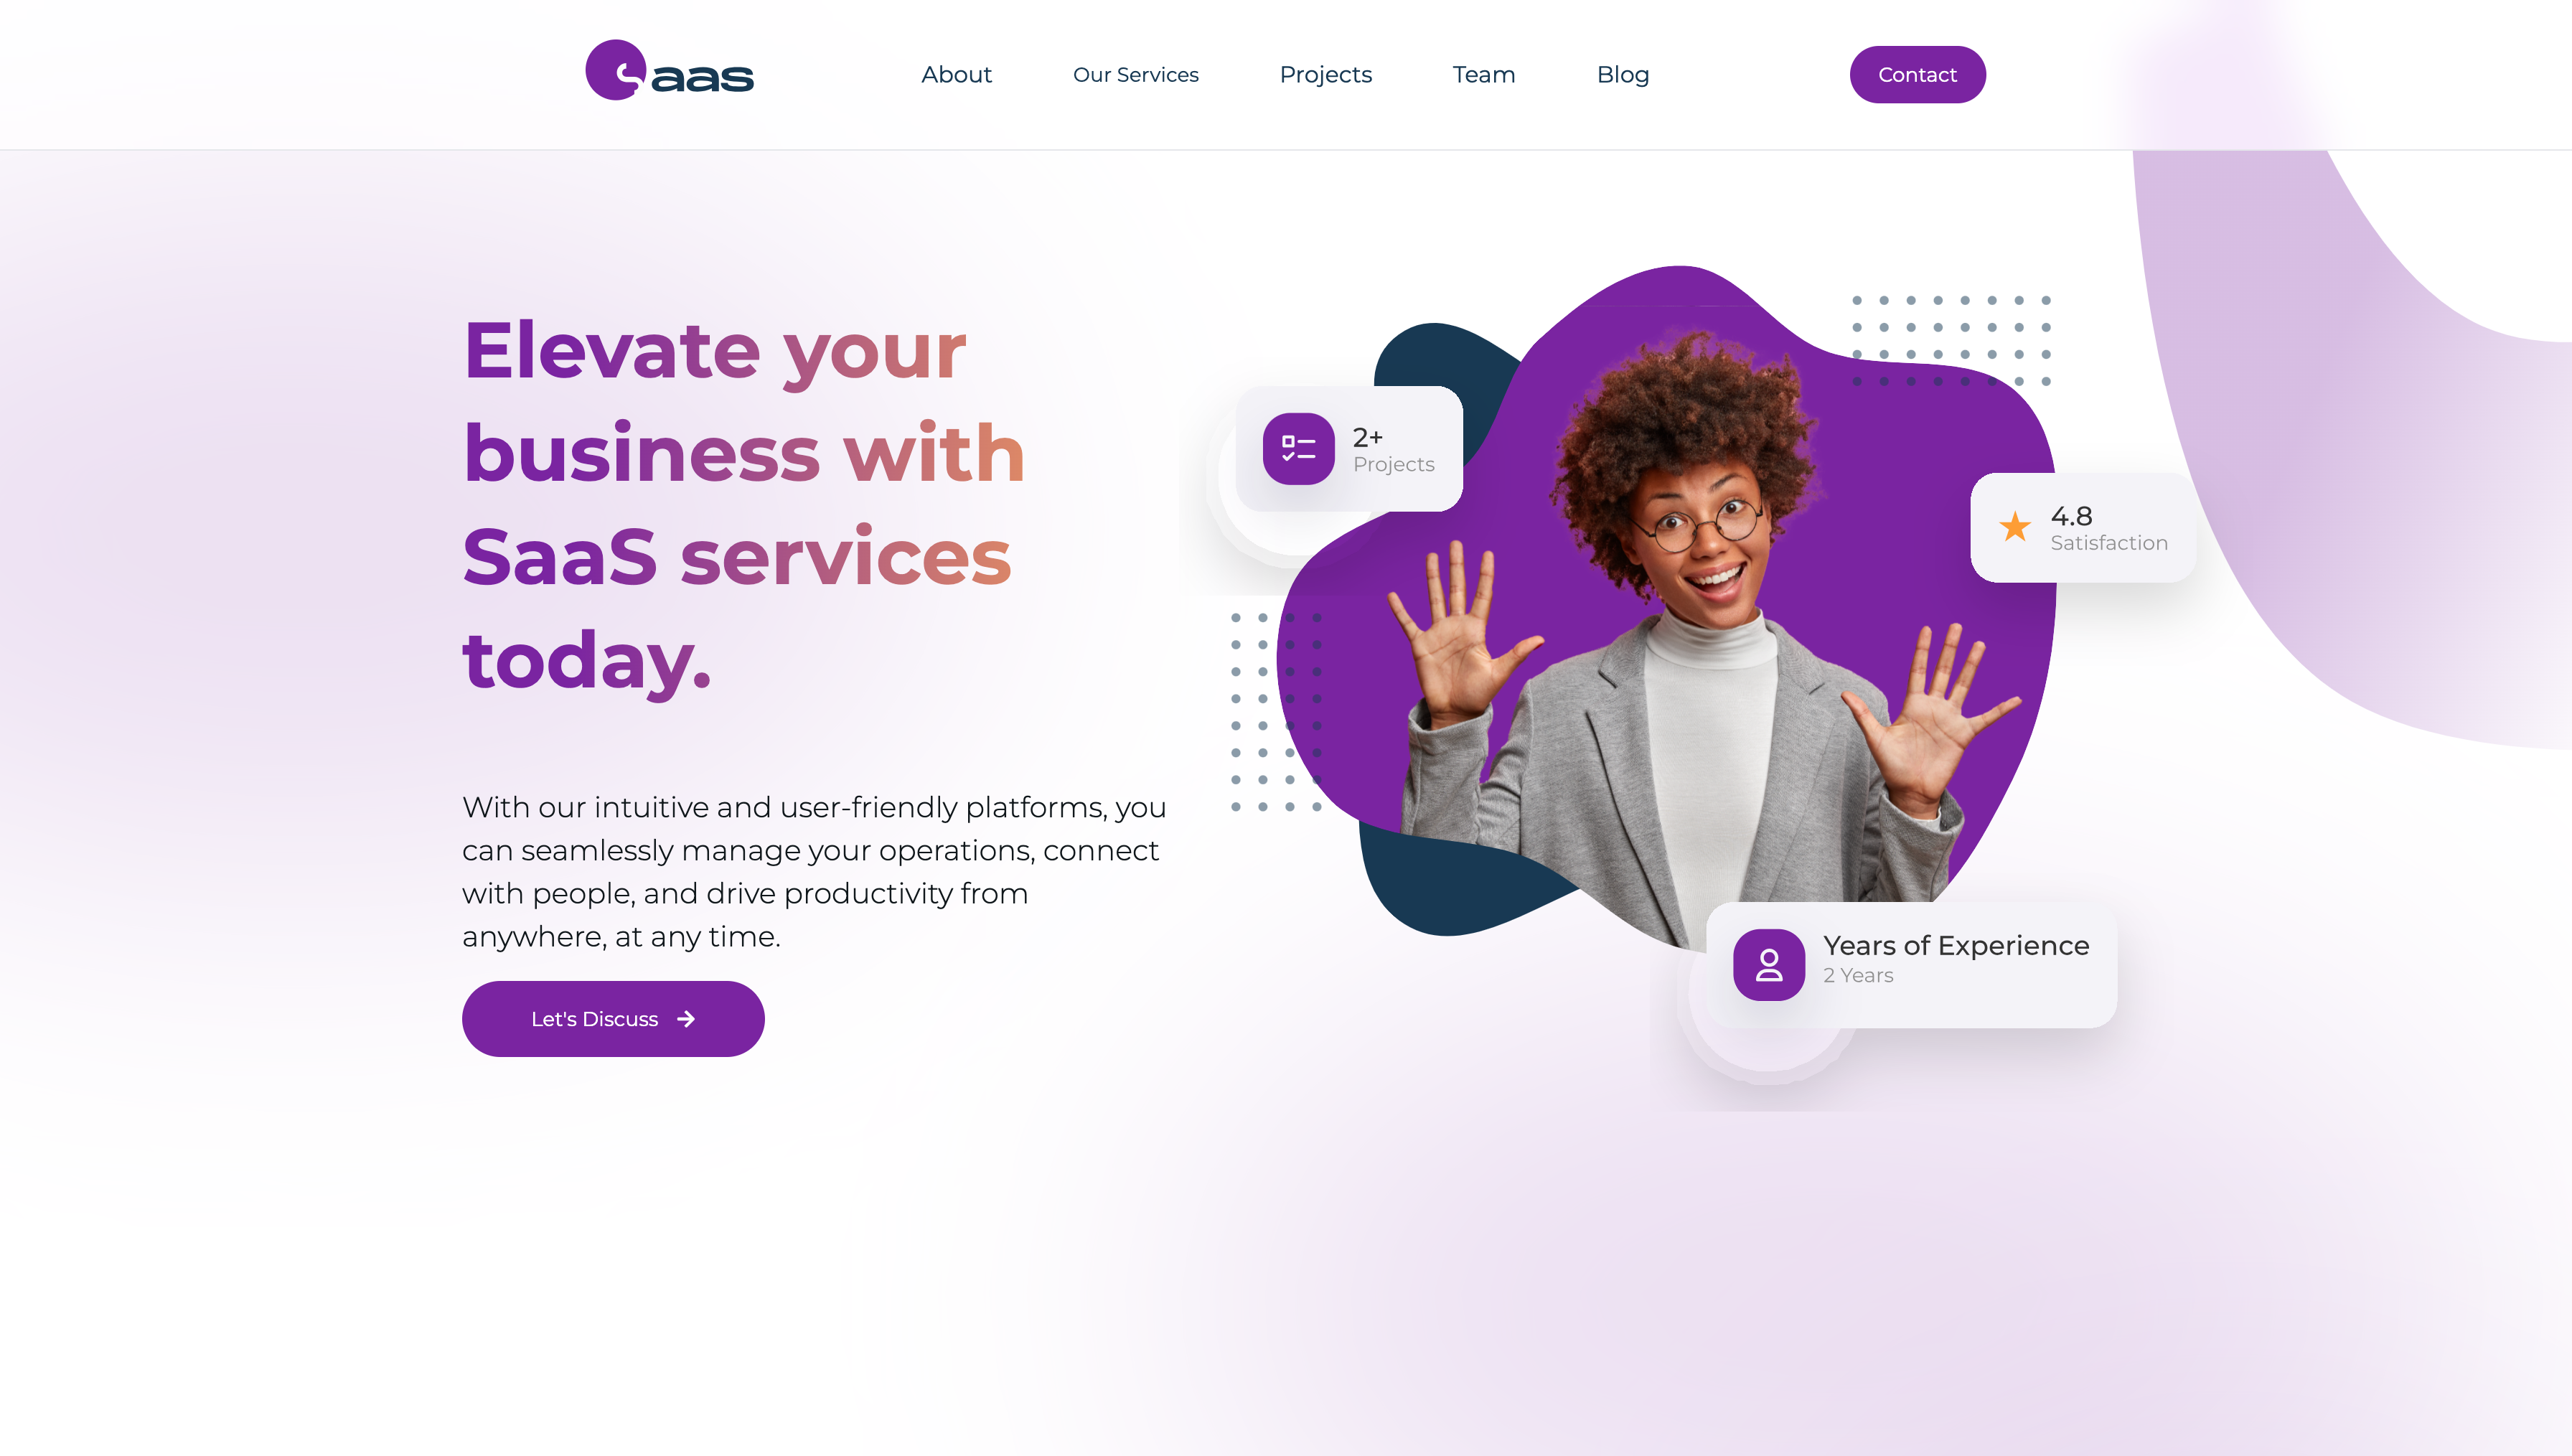 Saas
About
Our Services
Projects
Team
Blog
Contact
Elevate your
business with
SaaS services
today.
With our intuitive and user-friendly platforms, you
can seamlessly manage your operations, connect
with people, and drive productivity from
anywhere, at any time.
Let's Discuss
2+
Projects
4.8
Satisfaction
Years of Experience
2 Years